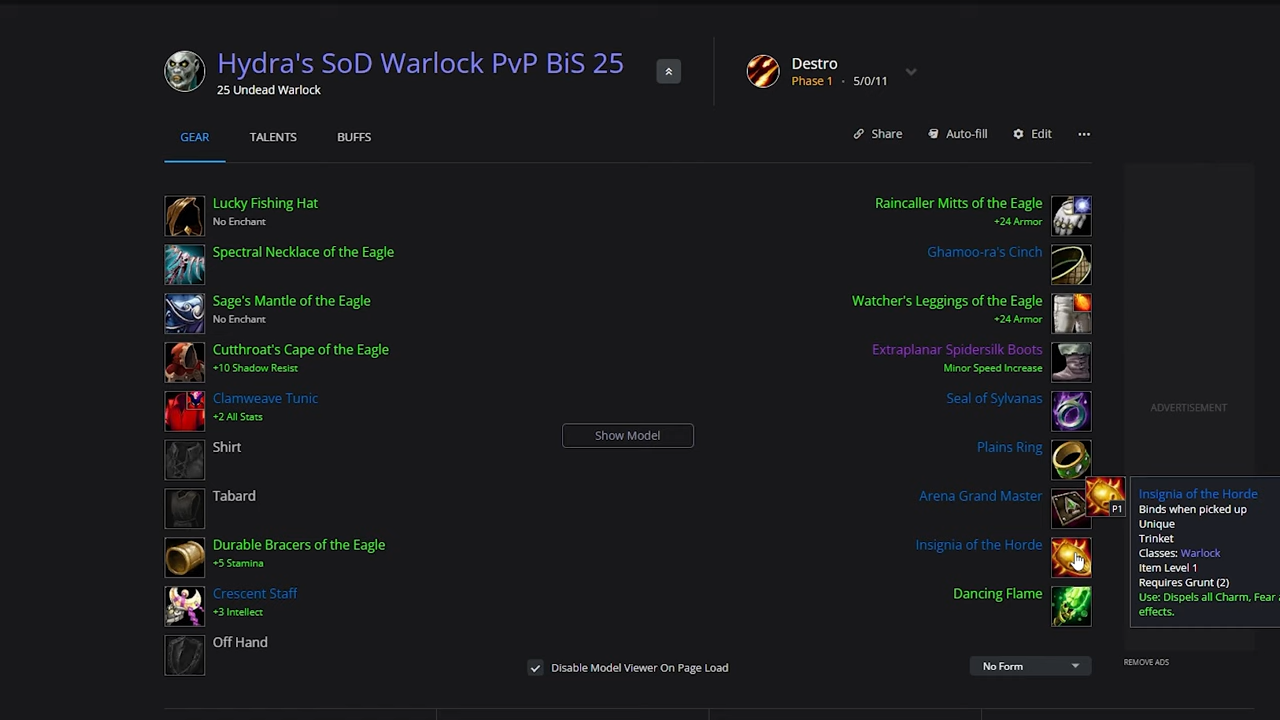 Hydra's SoD Warlock PvP BiS 25
25 Undead Warlock
Destro
Phase 1 · 5/0/11
GEAR
TALENTS
BUFFS
Share
Auto-fill
Edit
Lucky Fishing Hat
No Enchant
Spectral Necklace of the Eagle
Sage's Mantle of the Eagle
No Enchant
Cutthroat's Cape of the Eagle
+10 Shadow Resist
Clamweave Tunic
+2 All Stats
Shirt
Tabard
Durable Bracers of the Eagle
+5 Stamina
Crescent Staff
+3 Intellect
Off Hand
Show Model
Disable Model Viewer On Page Load
Raincaller Mitts of the Eagle
+24 Armor
Ghamoo-ra's Cinch
Watcher's Leggings of the Eagle
+24 Armor
Extraplanar Spidersilk Boots
Minor Speed Increase
Seal of Sylvanas
Plains Ring
Arena Grand Master
Insignia of the Horde
Dancing Flame
No Form
P1
Insignia of the Horde
Binds when picked up
Unique
Trinket
Classes: Warlock
Item Level 1
Requires Grunt (2)
Use: Dispels all Charm, Fear
effects.
ADVERTISEMENT
REMOVE ADS